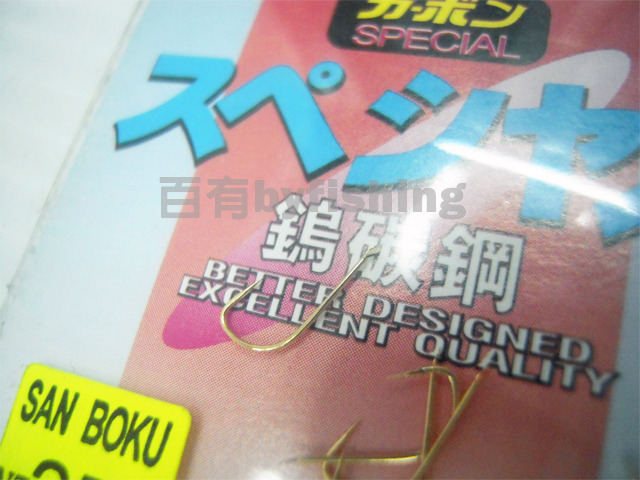 カーボン
SPECIAL
スペシャ
百有byfishing
鎢碳鋼
BETTER DESIGNED
EXCELLENT QUALITY
SAN BOKU